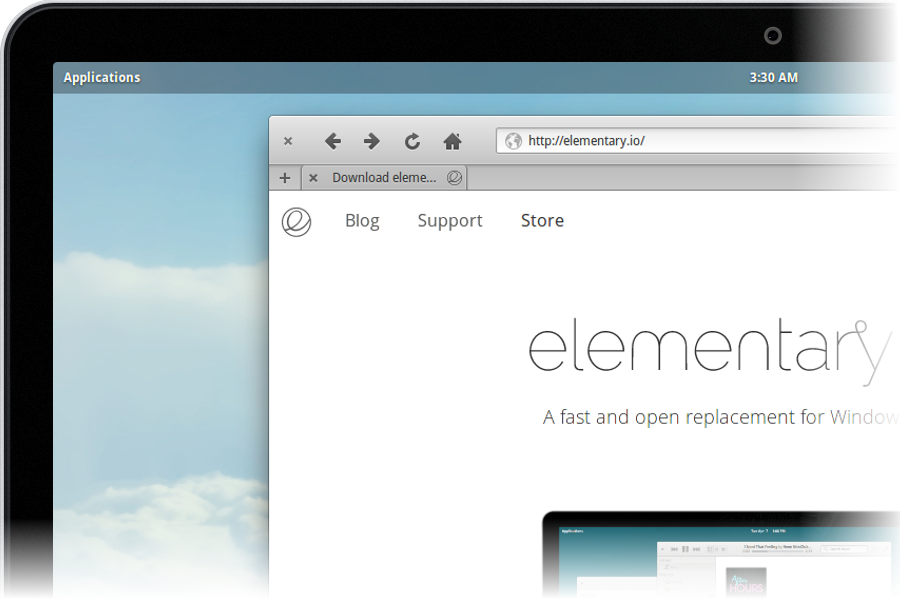 Applications
3:30 AM
http://elementary.io/
Download eleme...
Blog
Support
Store
elementary
A fast and open replacement for Window
Applications
HOURS